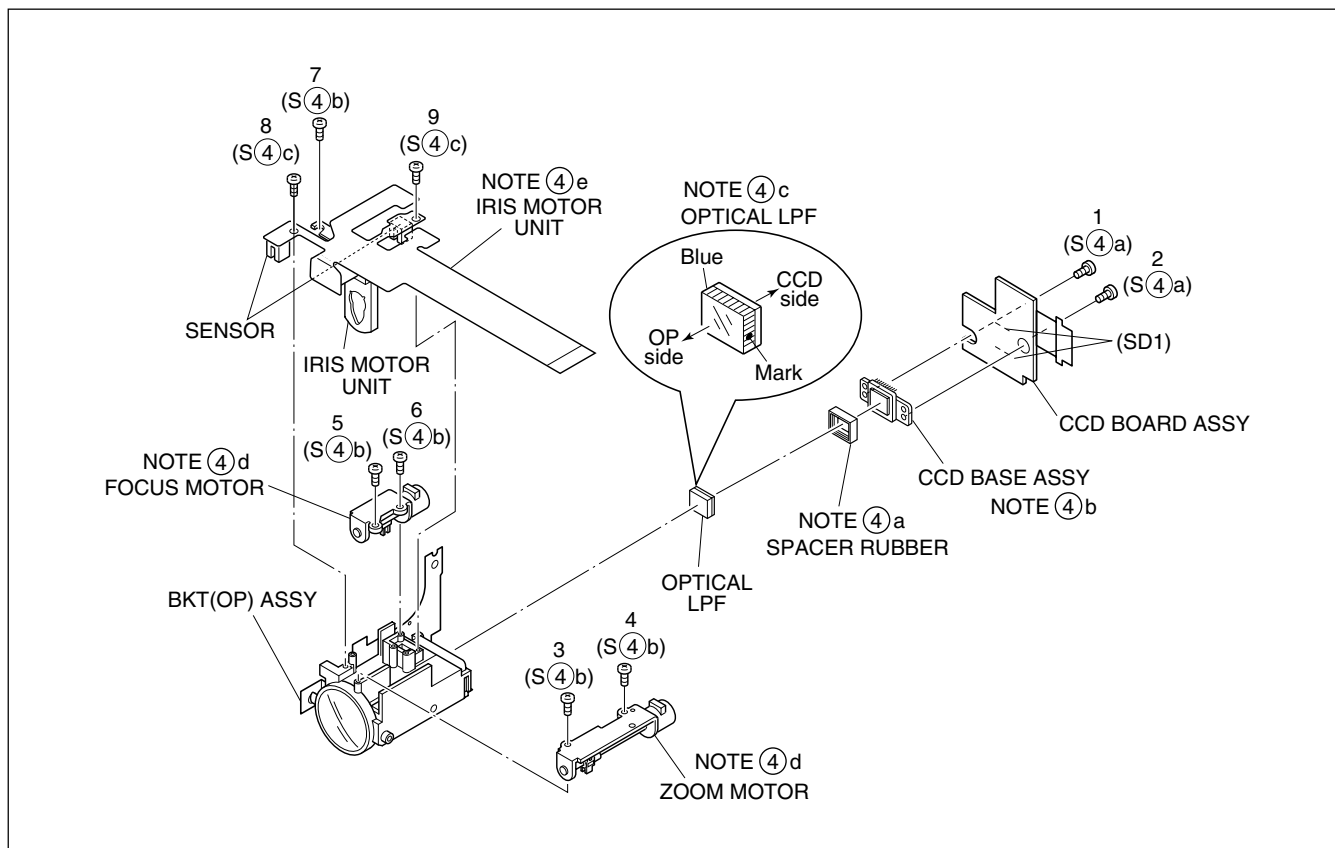 7
(S④b)
8
(S④c)
9
(S④c)
NOTE ④e
IRIS MOTOR
UNIT
SENSOR
IRIS MOTOR
UNIT
NOTE ④c
OPTICAL LPF
Blue
CCD
side
OP
side
Mark
1
(S④a)
2
(S④a)
(SD1)
CCD BOARD ASSY
CCD BASE ASSY
NOTE ④b
NOTE ④a
SPACER RUBBER
OPTICAL
LPF
5
(S④b)
6
(S④b)
NOTE ④d
FOCUS MOTOR
BKT(OP) ASSY
3
(S④b)
4
(S④b)
NOTE ④d
ZOOM MOTOR